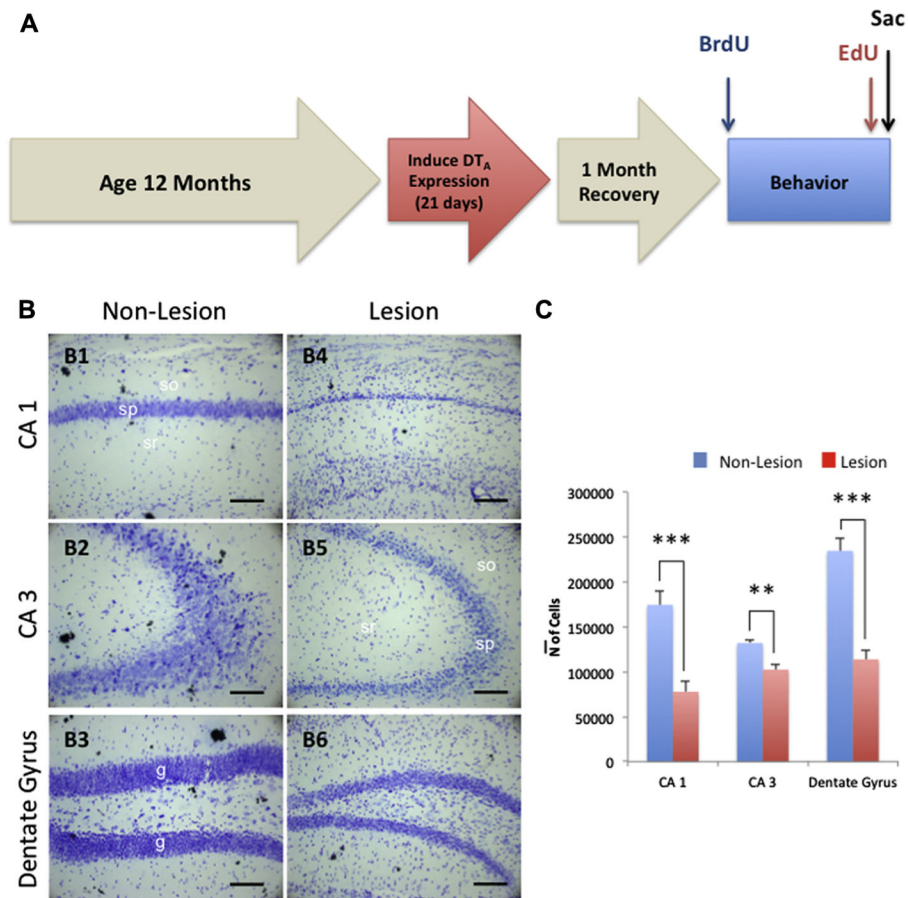 A
Sac
BrdU
EdU
Age 12 Months
Induce DTA
Expression
(21 days)
1 Month
Recovery
Behavior
B
Non-Lesion
Lesion
C
CA 1
B1
so
sp
sr
B4
CA 3
B2
B5
so
sr
sp
Dentate Gyrus
B3
g
g
B6
Non-Lesion
Lesion
N̅ of Cells
300000
250000
200000
150000
100000
50000
0
***
**
***
CA 1
CA 3
Dentate Gyrus